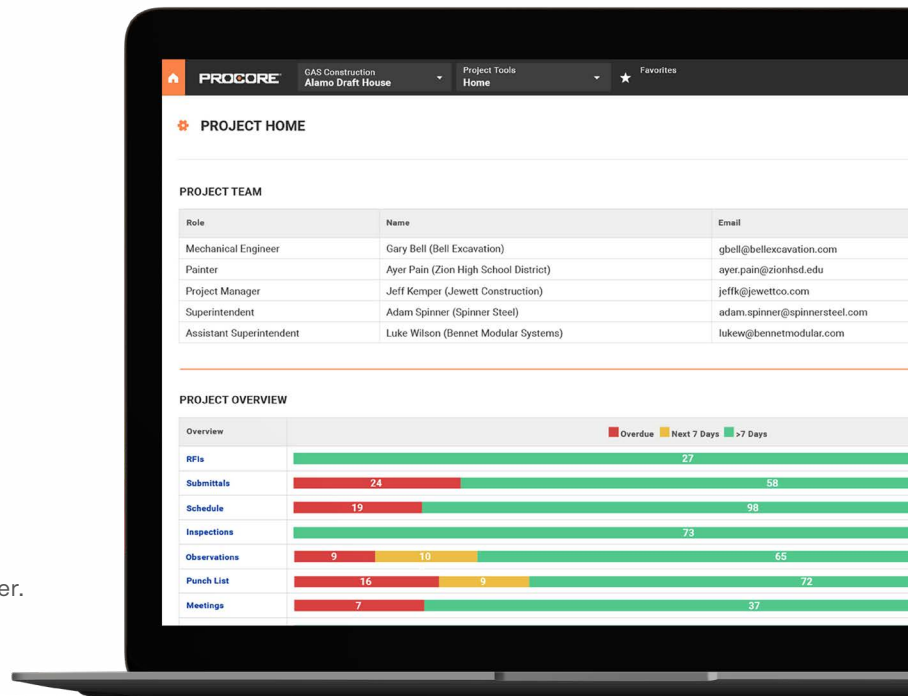 PROCORE
GAS Construction
Alamo Draft House
Project Tools
Home
Favorites
PROJECT HOME
PROJECT TEAM
Role Name Email
Mechanical Engineer Gary Bell (Bell Excavation) gbell@bellexcavation.com
Painter Ayer Pain (Zion High School District) ayer.pain@zionhsd.edu
Project Manager Jeff Kemper (Jewett Construction) jeffk@jewettco.com
Superintendent Adam Spinner (Spinner Steel) adam.spinner@spinnersteel.com
Assistant Superintendent Luke Wilson (Bennet Modular Systems) lukew@bennetmodular.com
PROJECT OVERVIEW
Overview Overdue Next 7 Days >7 Days
RFIs 27
Submittals 24 58
Schedule 19 98
Inspections 73
Observations 9 10 65
Punch List 16 9 72
er.
Meetings 7 37